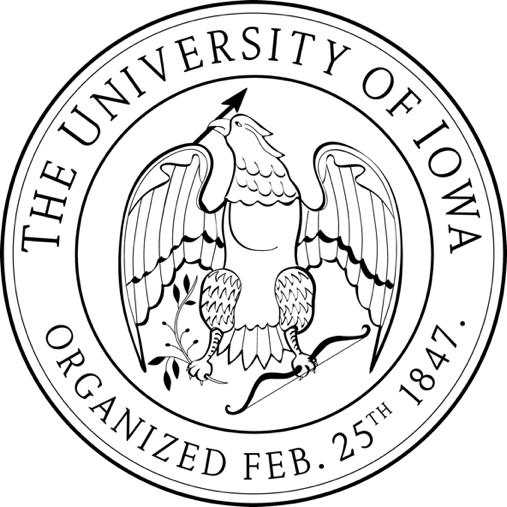 THE UNIVERSITY OF IOWA
ORGANIZED FEB. 25TH 1847.